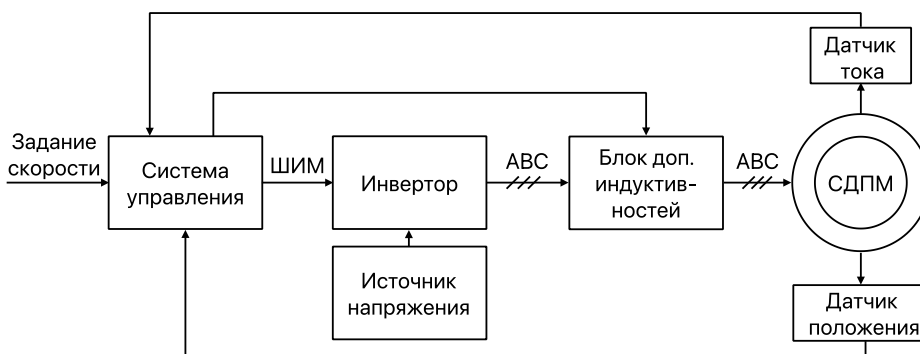 Датчик
тока
Задание
скорости
Система
управления
ШИМ
Инвертор
ABC
Блок доп.
индуктив-
ностей
ABC
СДПМ
Источник
напряжения
Датчик
положения